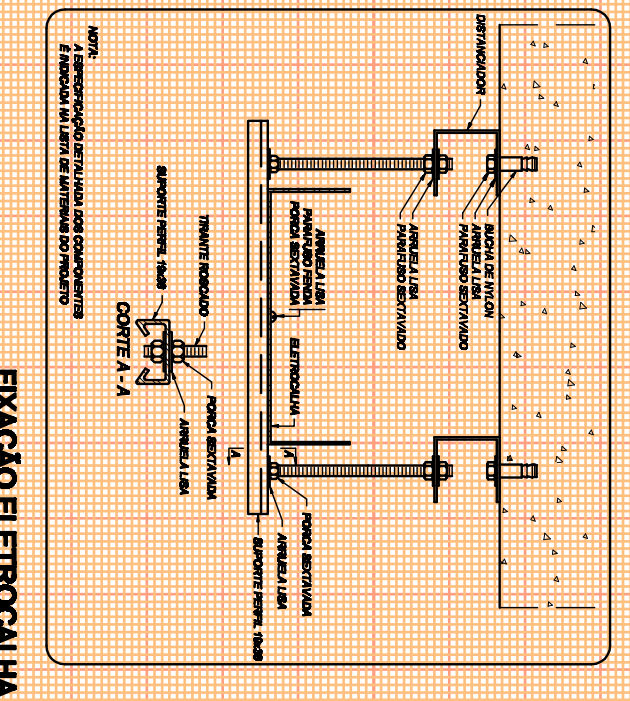 DISTANCIADOR
BUCHA DE NYLON
ARRUELA LISA
PARAFUSO SEXTAVADO
ARRUELA LISA
PARAFUSO SEXTAVADO
ARRUELA LISA
PARAFUSO FENDA
PORCA SEXTAVADA
ELETROCALHA
A
A
PORCA SEXTAVADA
ARRUELA LISA
SUPORTE PERFIL 19x38
TIRANTE ROSCADO
SUPORTE PERFIL 19x38
PORCA SEXTAVADA
ARRUELA LISA
CORTE A - A
NOTA:
A ESPECIFICAÇÃO DETALHADA DOS COMPONENTES
É INDICADA NA LISTA DE MATERIAIS DO PROJETO
FIXAÇÃO ELETROCALHA